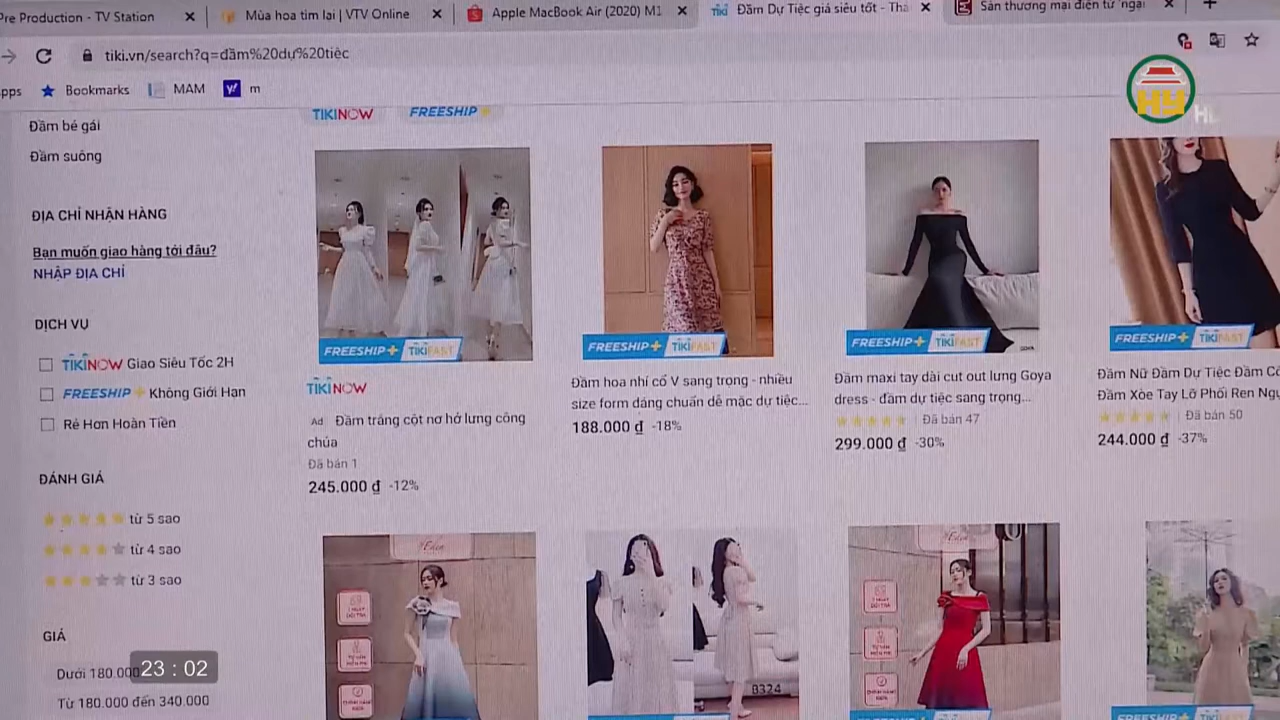 Pre Production - TV Station
Mùa hoa tìm lại | VTV Online
Apple MacBook Air (2020) M1
Đầm Dự Tiệc giá siêu tốt - Tha
Sàn thương mại điện tử 'ngại
tiki.vn/search?q=đầm%20dự%20tiệc
Bookmarks
MAM
m
HY
TIKINOW
FREESHIP+
Đầm bé gái
Đầm suông
ĐỊA CHỈ NHẬN HÀNG
Bạn muốn giao hàng tới đâu?
NHẬP ĐỊA CHỈ
DỊCH VỤ
TIKINOW Giao Siêu Tốc 2H
FREESHIP+ Không Giới Hạn
Rẻ Hơn Hoàn Tiền
ĐÁNH GIÁ
từ 5 sao
từ 4 sao
từ 3 sao
GIÁ
Dưới 180.000
Từ 180.000 đến 340.000
23 : 02
FREESHIP+ TIKIFAST
TIKINOW
Ad Đầm trắng cột nơ hở lưng công
chúa
Đã bán 1
245.000 ₫ -12%
FREESHIP+ TIKIFAST
Đầm hoa nhí cổ V sang trọng - nhiều
size form dáng chuẩn dễ mặc dự tiệc...
188.000 ₫ -18%
FREESHIP+ TIKIFAST
Đầm maxi tay dài cut out lưng Goya
dress - đầm dự tiệc sang trọng...
Đã bán 47
299.000 ₫ -30%
FREESHIP+ TIKIFAST
Đầm Nữ Đầm Dự Tiệc Đầm Cô
Đầm Xòe Tay Lỡ Phối Ren Ngự
Đã bán 50
244.000 ₫ -37%
B324